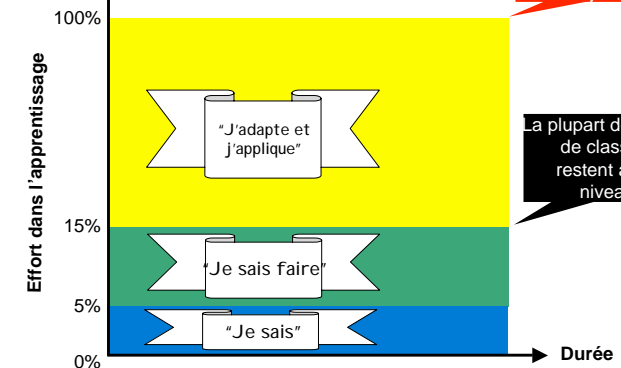 100%
Effort dans l'apprentissage
"J'adapte et
j'applique"
La plupart d
de clas
restent
nivea
15%
"Je sais faire"
5%
"Je sais"
0%
Durée